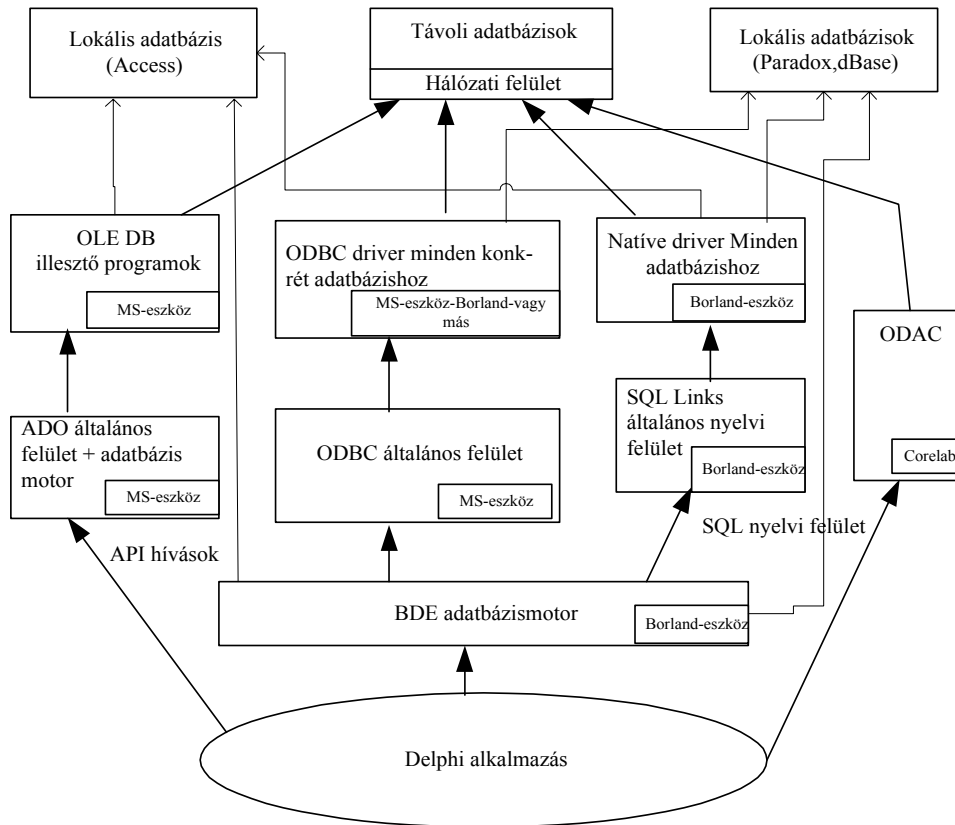 Lokális adatbázis
(Access)
Távoli adatbázisok
Hálózati felület
Lokális adatbázisok
(Paradox,dBase)
OLE DB
illesztő programok
MS-eszköz
ODBC driver minden konk-
rét adatbázishoz
MS-eszköz-Borland-vagy
más
Natíve driver Minden
adatbázishoz
Borland-eszköz
ODAC
Corelab
ADO általános
felület + adatbázis
motor
MS-eszköz
ODBC általános felület
MS-eszköz
SQL Links
általános nyelvi
felület
Borland-eszköz
API hívások
SQL nyelvi felület
BDE adatbázismotor
Borland-eszköz
Delphi alkalmazás